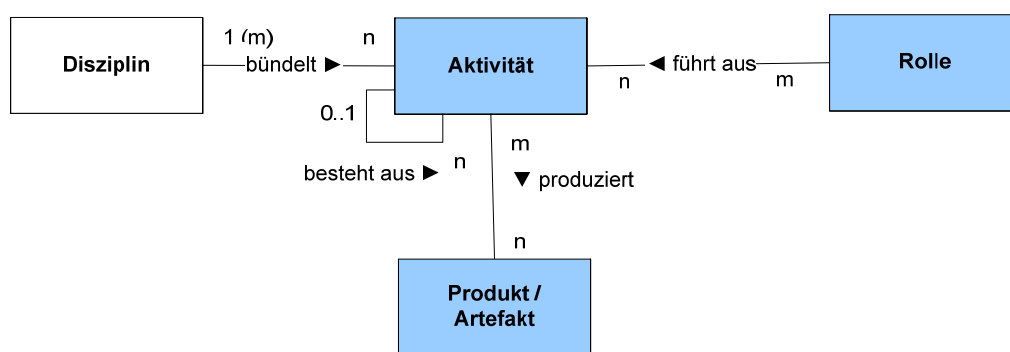 1 (m)
n
Disziplin
bündelt ►
Aktivität
◄ führt aus
Rolle
n
m
0..1
m
besteht aus ►
n
▼ produziert
n
Produkt /
Artefakt